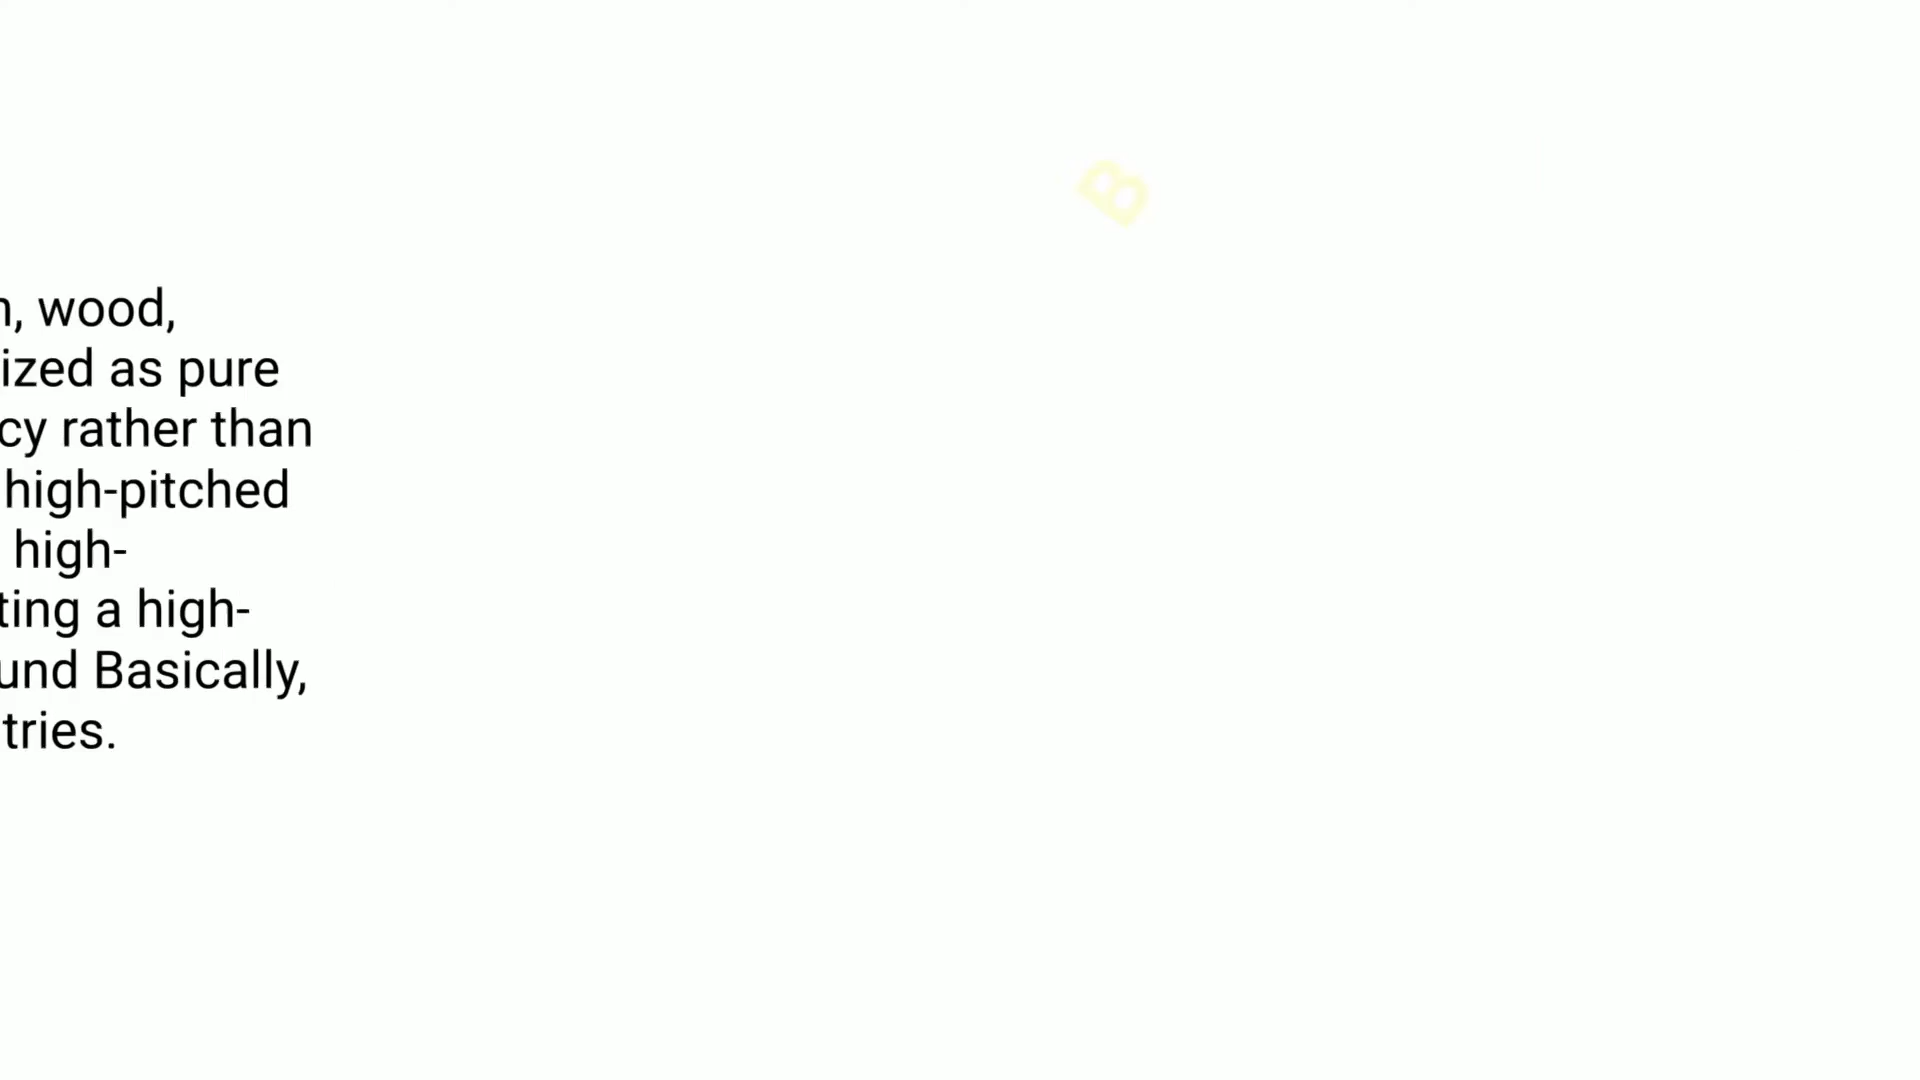 B
n, wood,
ized as pure
cy rather than
high-pitched
high-
ting a high-
und Basically,
tries.